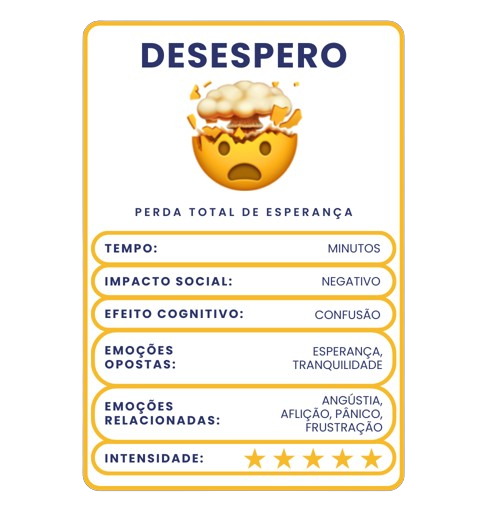 DESESPERO
PERDA TOTAL DE ESPERANÇA
TEMPO: MINUTOS
IMPACTO SOCIAL: NEGATIVO
EFEITO COGNITIVO: CONFUSÃO
EMOÇÕES
OPOSTAS:
ESPERANÇA,
TRANQUILIDADE
EMOÇÕES
RELACIONADAS:
ANGÚSTIA,
AFLIÇÃO, PÂNICO,
FRUSTRAÇÃO
INTENSIDADE: ★★★★★